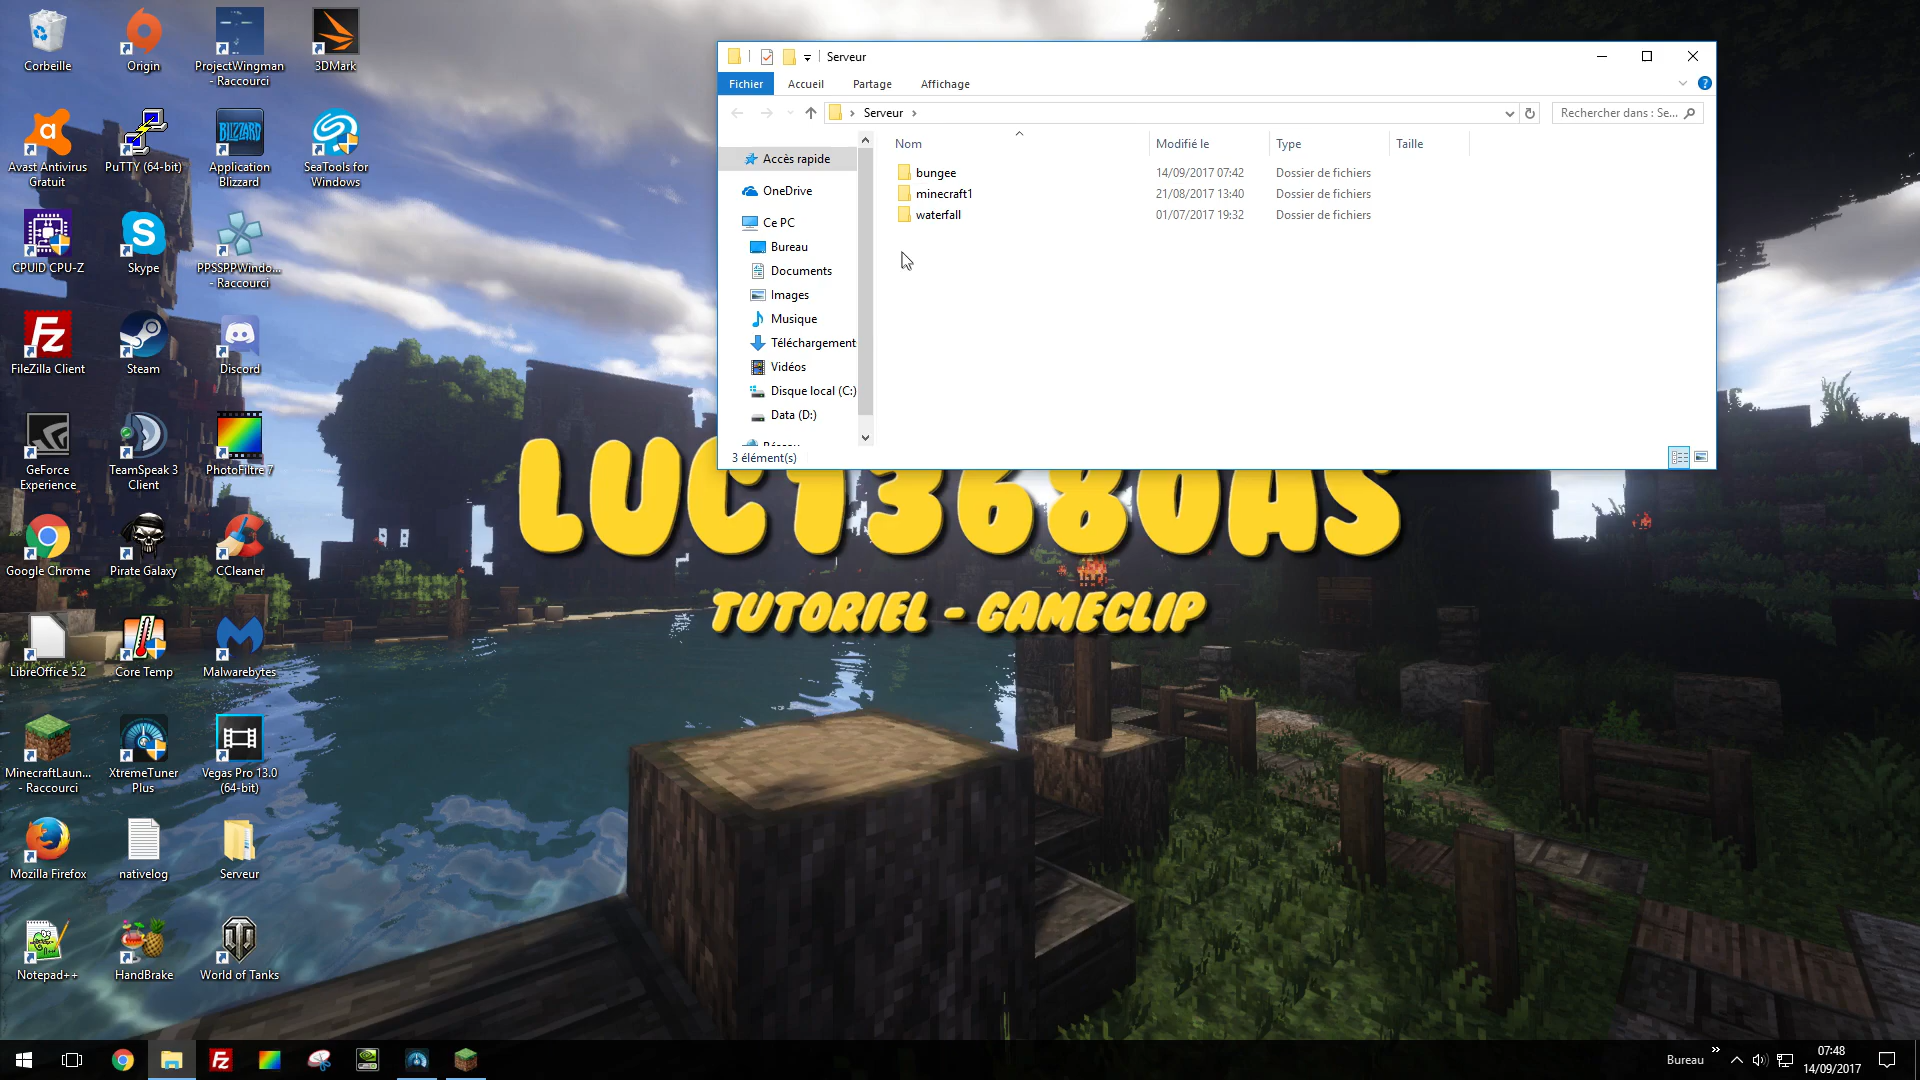 Corbeille
Origin
ProjectWingman
- Raccourci
3DMark
Avast Antivirus
Gratuit
PuTTY (64-bit)
BLIZZARD
Application
Blizzard
SeaTools for
Windows
CPUID CPU-Z
Skype
PPSSPPWindo...
- Raccourci
FileZilla Client
Steam
Discord
GeForce
Experience
TeamSpeak 3
Client
PhotoFiltre 7
Google Chrome
Pirate Galaxy
CCleaner
LibreOffice 5.2
Core Temp
Malwarebytes
MinecraftLaun...
- Raccourci
XtremeTuner
Plus
Vegas Pro 13.0
(64-bit)
Mozilla Firefox
nativelog
Serveur
Notepad++
HandBrake
World of Tanks
Serveur
Fichier
Accueil
Partage
Affichage
Serveur
Rechercher dans : Se...
Accès rapide
OneDrive
Ce PC
Bureau
Documents
Images
Musique
Téléchargement
Vidéos
Disque local (C:)
Data (D:)
Réseau
Nom
Modifié le
Type
Taille
bungee 14/09/2017 07:42 Dossier de fichiers
minecraft1 21/08/2017 13:40 Dossier de fichiers
waterfall 01/07/2017 19:32 Dossier de fichiers
3 élément(s)
LUC13680AS
TUTORIEL - GAMECLIP
Bureau
07:48
14/09/2017